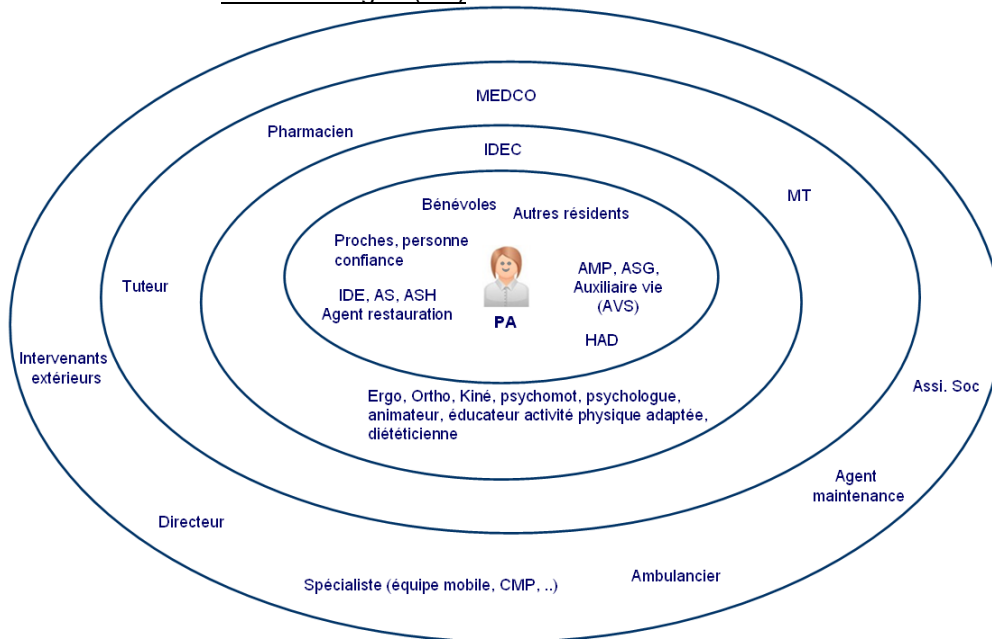 MEDCO
Pharmacien
IDEC
MT
Bénévoles
Autres résidents
Proches, personne
confiance
AMP, ASG,
Auxiliaire vie
(AVS)
Tuteur
IDE, AS, ASH
Agent restauration
PA
HAD
Intervenants
extérieurs
Assi. Soc
Ergo, Ortho, Kiné, psychomot, psychologue,
animateur, éducateur activité physique adaptée,
diététicienne
Agent
maintenance
Directeur
Ambulancier
Spécialiste (équipe mobile, CMP, ..)